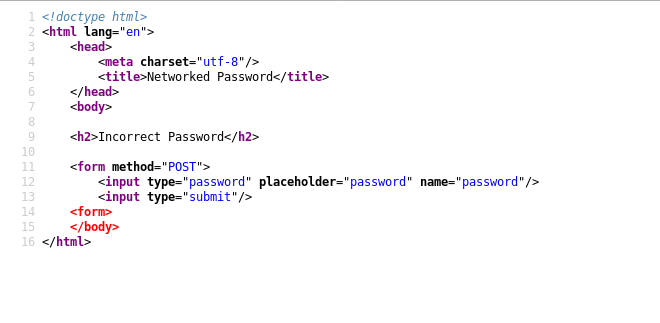 1 <!doctype html>
2 <html lang="en">
3     <head>
4         <meta charset="utf-8"/>
5         <title>Networked Password</title>
6     </head>
7     <body>
8
9     <h2>Incorrect Password</h2>
10
11     <form method="POST">
12         <input type="password" placeholder="password" name="password"/>
13         <input type="submit"/>
14     <form>
15     </body>
16 </html>